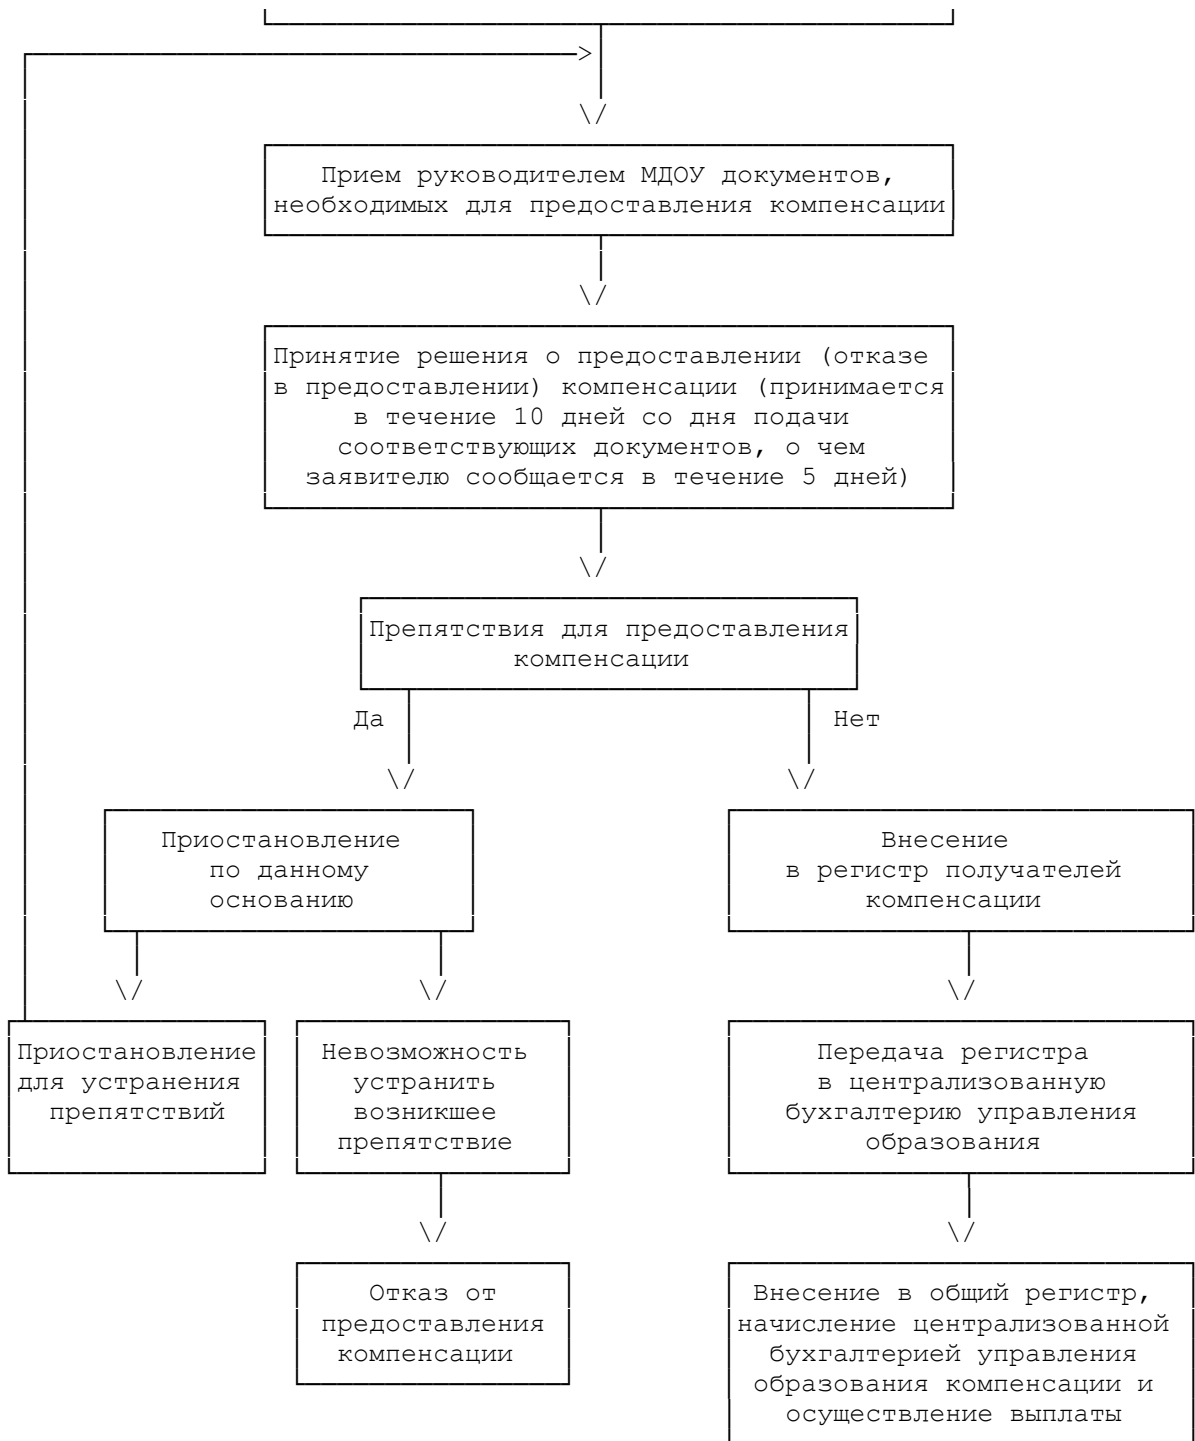 Прием руководителем МДОУ документов,
необходимых для предоставления компенсации
Принятие решения о предоставлении (отказе
в предоставлении) компенсации (принимается
в течение 10 дней со дня подачи
соответствующих документов, о чем
заявителю сообщается в течение 5 дней)
Препятствия для предоставления
компенсации
Да
Нет
Приостановление
по данному
основанию
Внесение
в регистр получателей
компенсации
Приостановление
для устранения
препятствий
Невозможность
устранить
возникшее
препятствие
Передача регистра
в централизованную
бухгалтерию управления
образования
Отказ от
предоставления
компенсации
Внесение в общий регистр,
начисление централизованной
бухгалтерией управления
образования компенсации и
осуществление выплаты